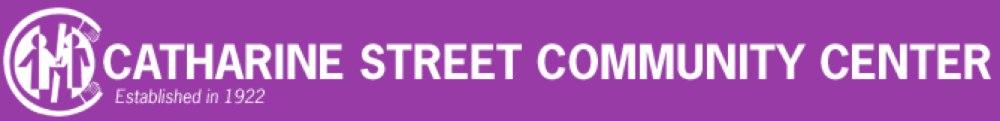 CATHARINE STREET COMMUNITY CENTER
Established in 1922